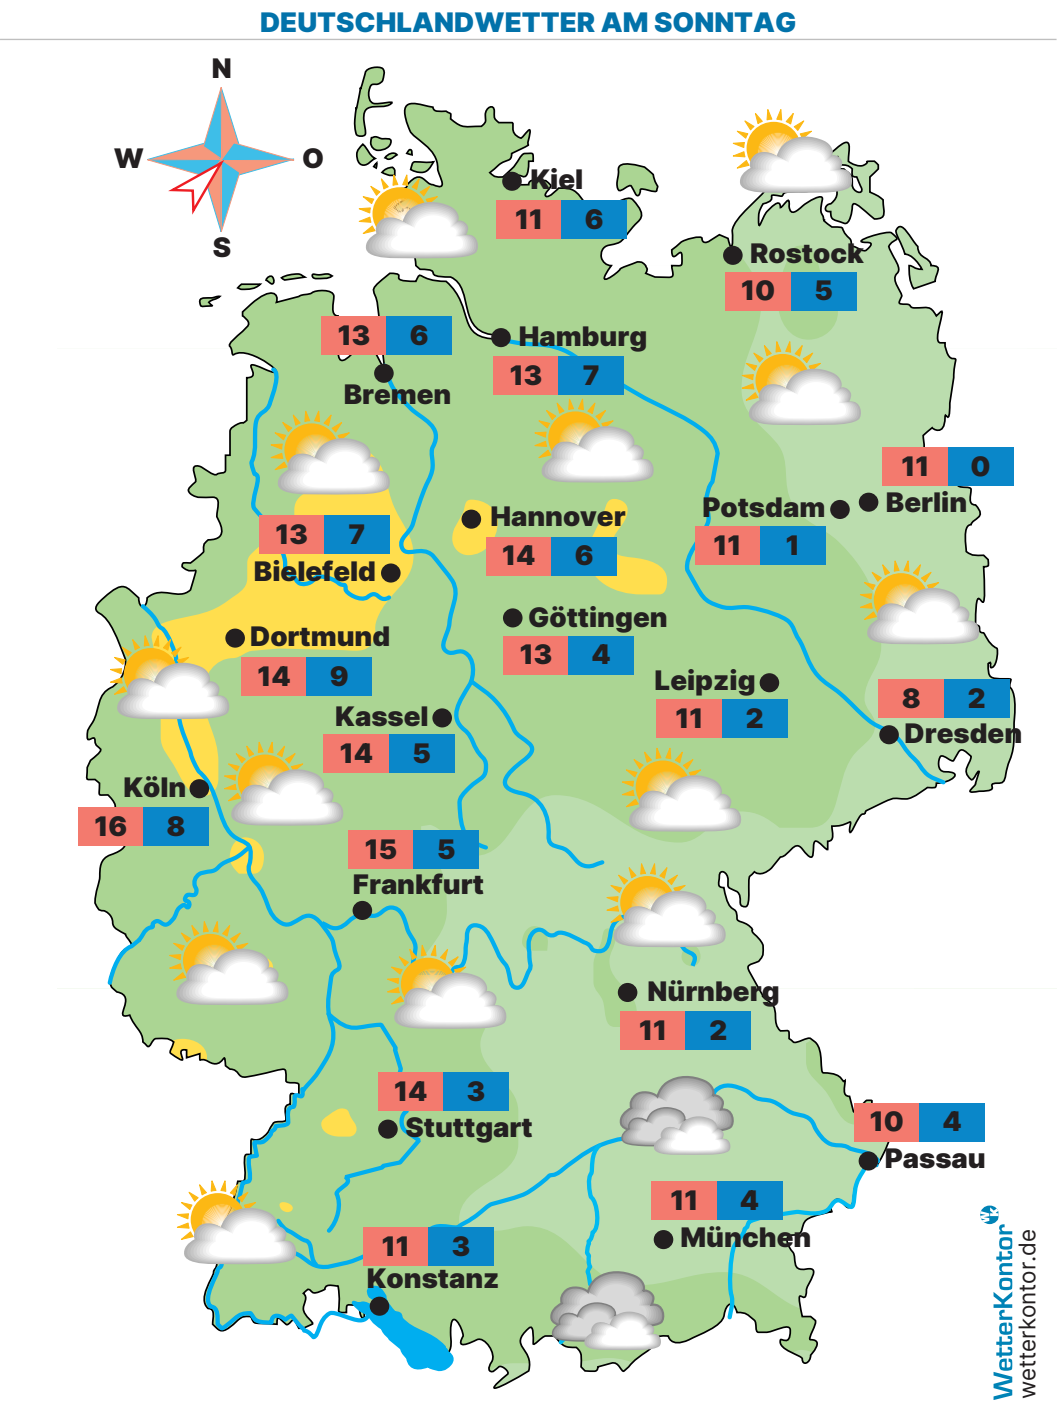 DEUTSCHLANDWETTER AM SONNTAG
N
W O
S
Kiel
11 6
Rostock
10 5
13 6
Bremen
Hamburg
13 7
11 0
Berlin
Potsdam
11 1
Hannover
14 6
13 7
Bielefeld
Göttingen
13 4
Dortmund
14 9
Leipzig
11 2
8 2
Dresden
Kassel
14 5
Köln
16 8
15 5
Frankfurt
Nürnberg
11 2
14 3
Stuttgart
10 4
Passau
11 4
München
11 3
Konstanz
WetterKontor
wetterkontor.de